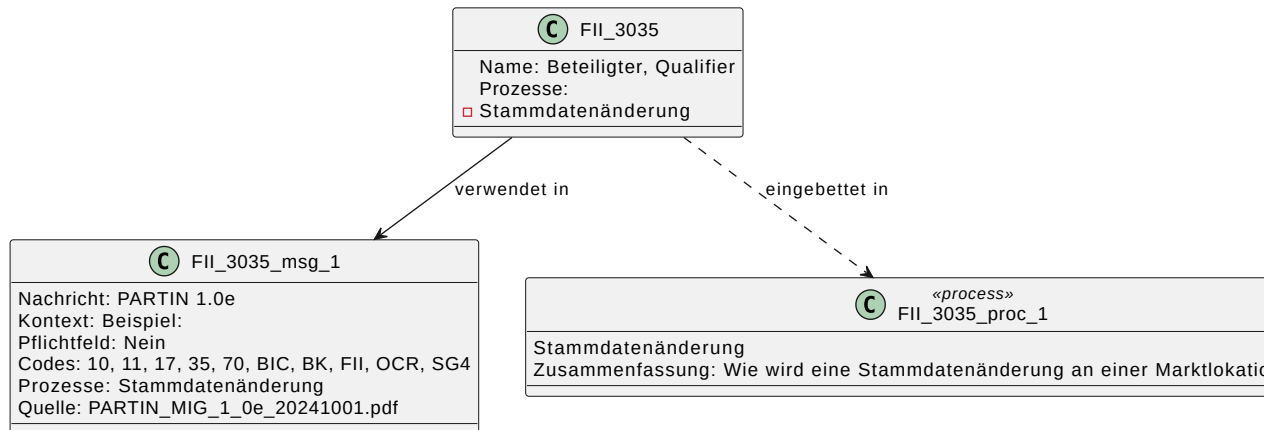 C FII_3035
Name: Beteiligter, Qualifier
Prozesse:
Stammdatenänderung
verwendet in
eingebettet in
C FII_3035_msg_1
Nachricht: PARTIN 1.0e
Kontext: Beispiel:
Pflichtfeld: Nein
Codes: 10, 11, 17, 35, 70, BIC, BK, FII, OCR, SG4
Prozesse: Stammdatenänderung
Quelle: PARTIN_MIG_1_0e_20241001.pdf
C «process»
FII_3035_proc_1
Stammdatenänderung
Zusammenfassung: Wie wird eine Stammdatenänderung an einer